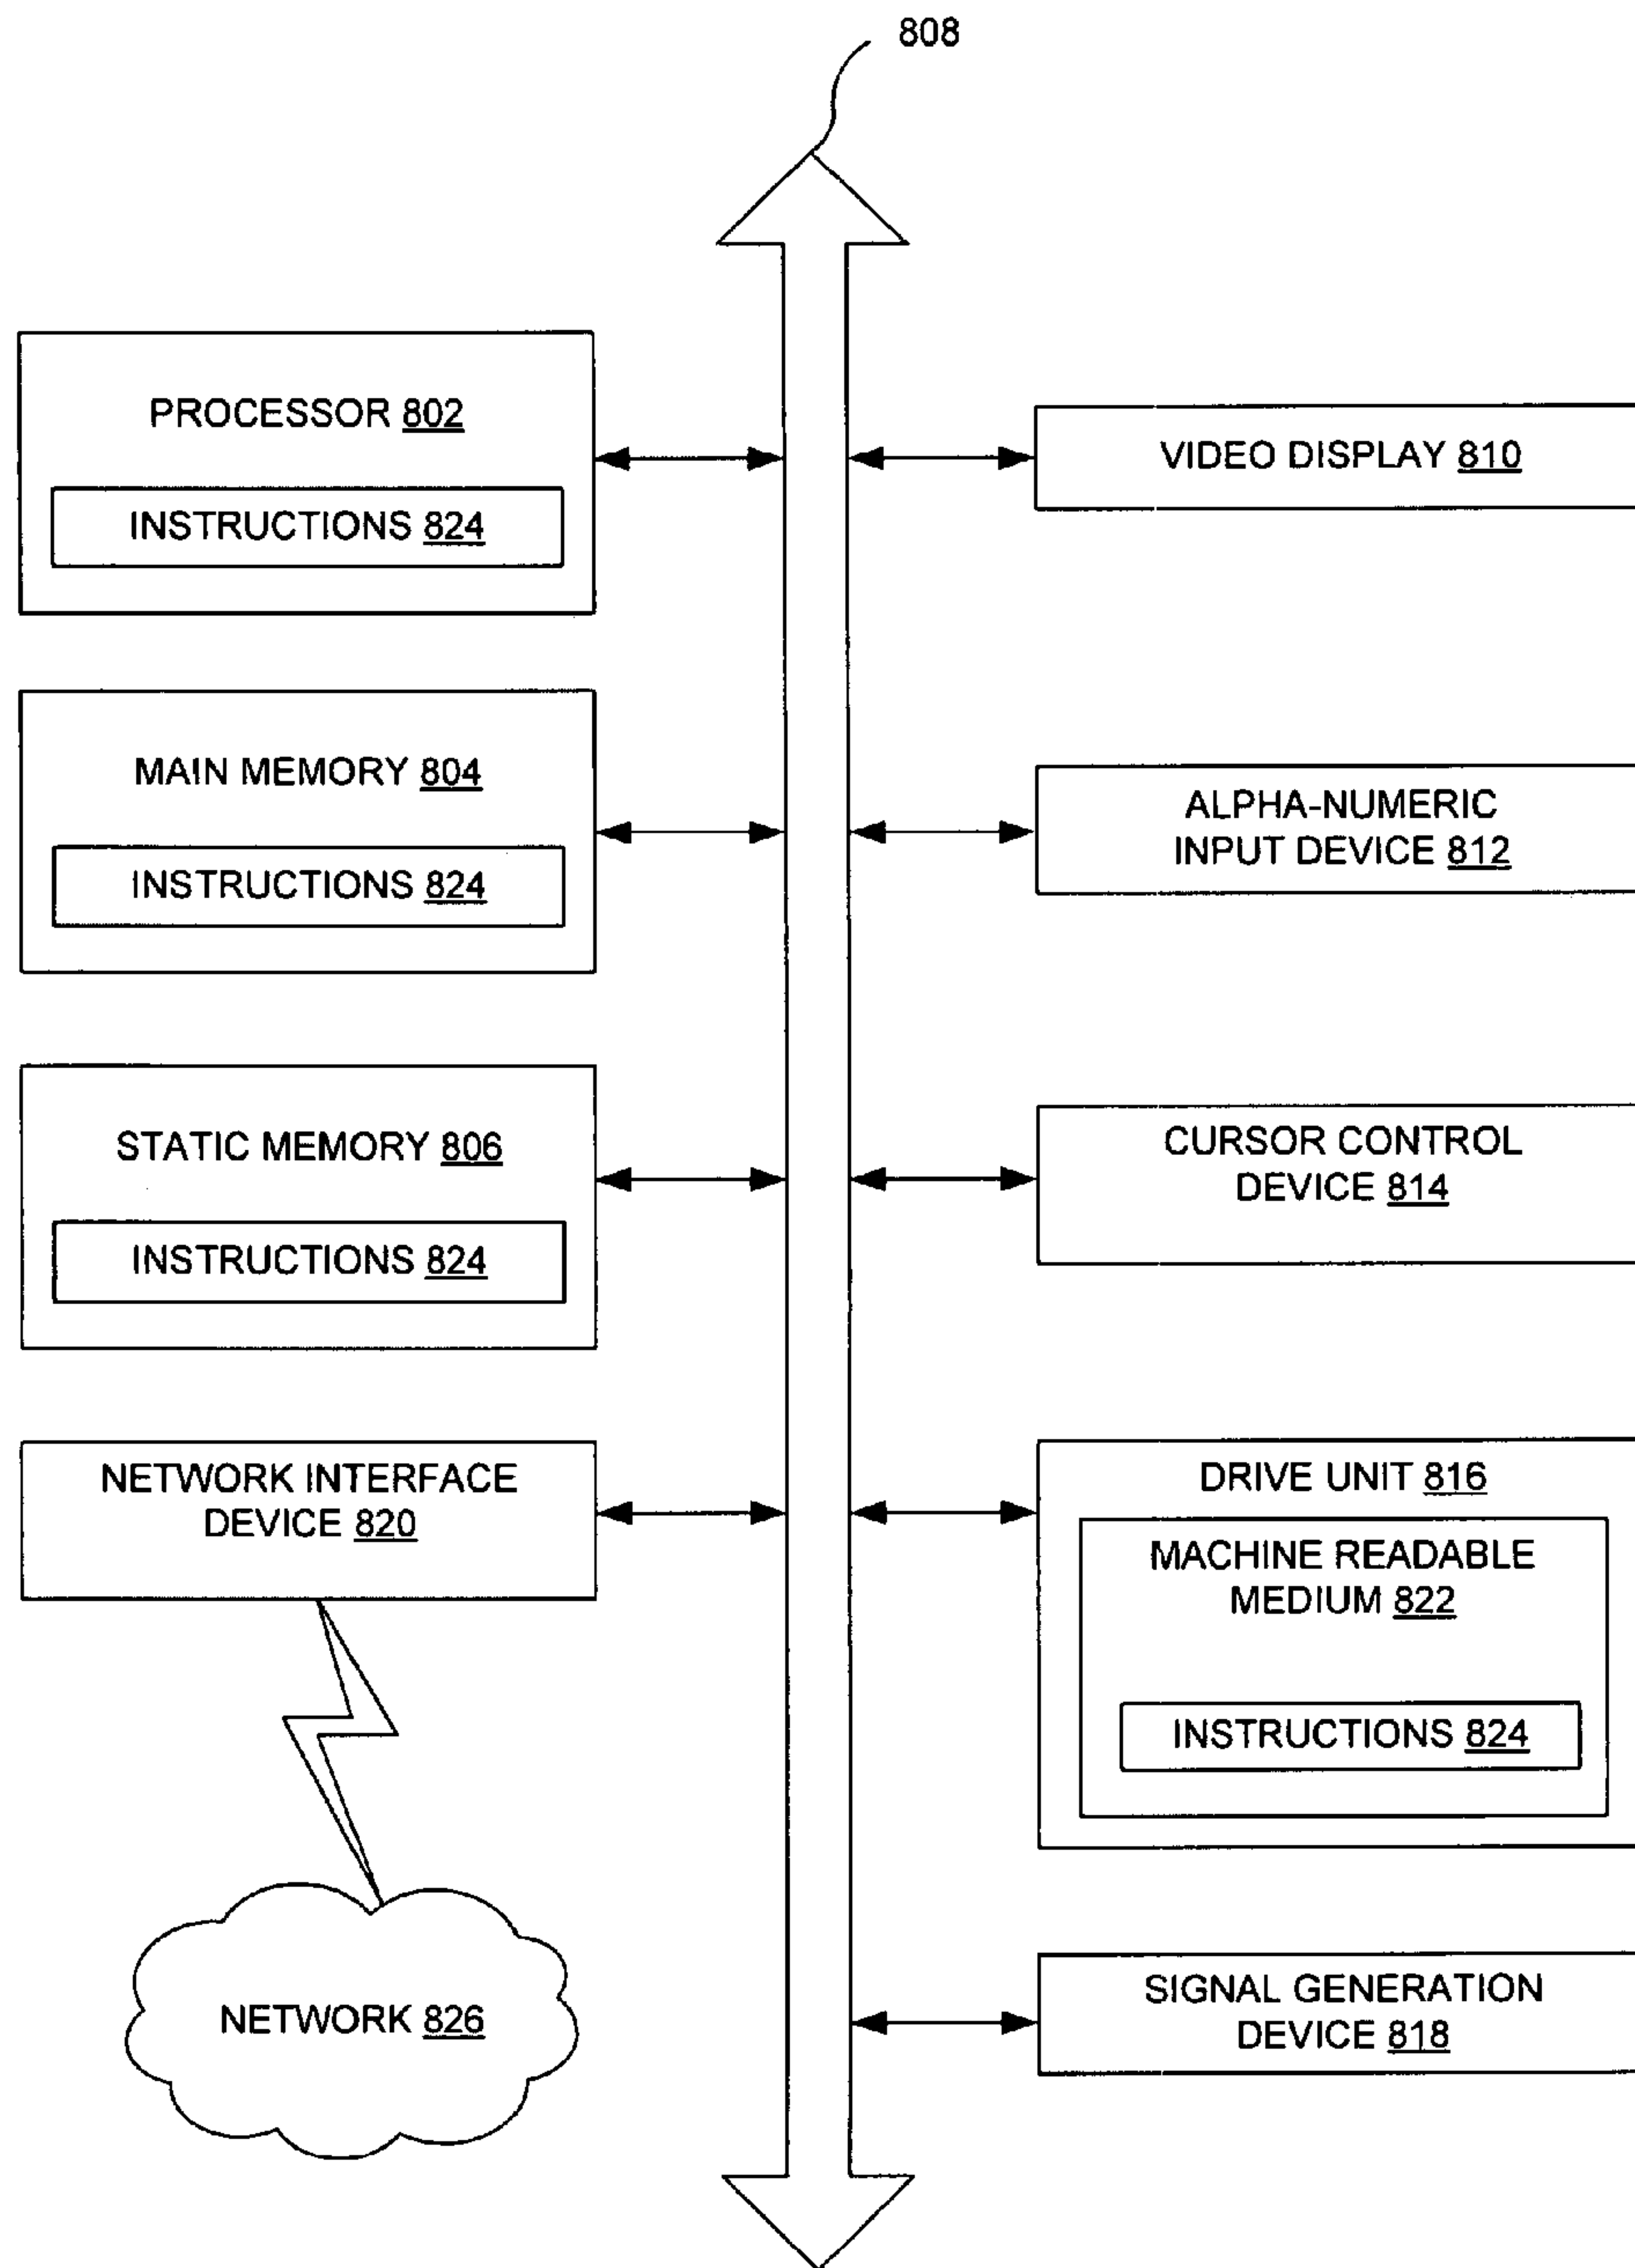 808
PROCESSOR 802
INSTRUCTIONS 824
MAIN MEMORY 804
INSTRUCTIONS 824
STATIC MEMORY 806
INSTRUCTIONS 824
NETWORK INTERFACE
DEVICE 820
NETWORK 826
VIDEO DISPLAY 810
ALPHA-NUMERIC
INPUT DEVICE 812
CURSOR CONTROL
DEVICE 814
DRIVE UNIT 816
MACHINE READABLE
MEDIUM 822
INSTRUCTIONS 824
SIGNAL GENERATION
DEVICE 818